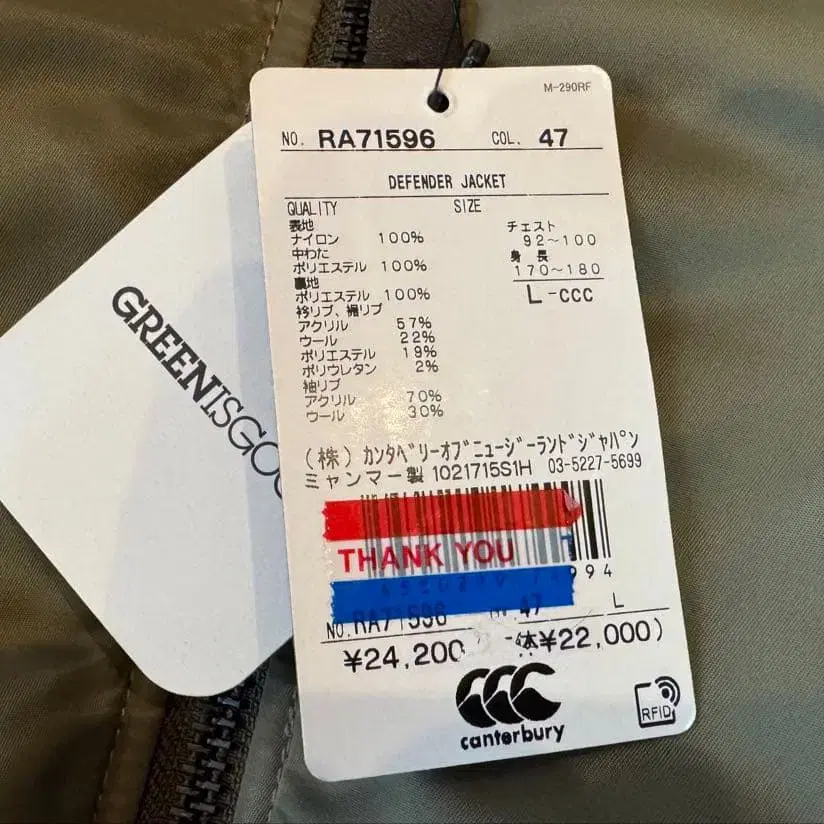 M-290RF
NO. RA71596 COL. 47
DEFENDER JACKET
QUALITY SIZE
表地
ナイロン 100%
中わた
ポリエステル 100%
裏地
ポリエステル 100%
衿リブ、裾リブ
アクリル 57%
ウール 22%
ポリエステル 19%
ポリウレタン 2%
袖リブ
アクリル 70%
ウール 30%
チェスト
92~100
身長
170~180
L-CCC
(株)カンタベリーオブニュージーランドジャパン
ミャンマー製 1021715S1H 03-5227-5699
THANK YOU
994
NO. RA71596 47 L
¥24,200 体¥22,000)
canterbury
RFID
GREENISGOO